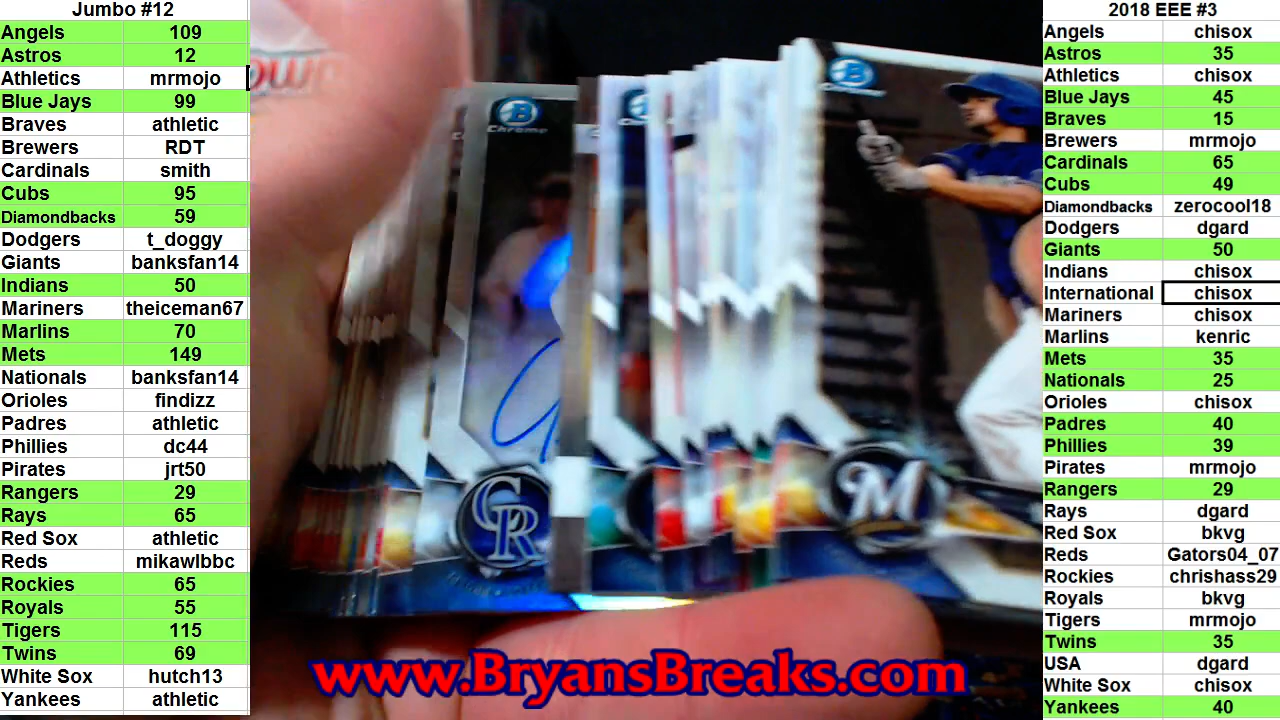 Jumbo #12
Angels 109
Astros 12
Athletics mrmojo
Blue Jays 99
Braves athletic
Brewers RDT
Cardinals smith
Cubs 95
Diamondbacks 59
Dodgers t_doggy
Giants banksfan14
Indians 50
Mariners theiceman67
Marlins 70
Mets 149
Nationals banksfan14
Orioles findizz
Padres athletic
Phillies dc44
Pirates jrt50
Rangers 29
Rays 65
Red Sox athletic
Reds mikawlbbc
Rockies 65
Royals 55
Tigers 115
Twins 69
White Sox hutch13
Yankees athletic
B
Chrome
CR
B
B
Chrome
M
www.BryansBreaks.com
2018 EEE #3
Angels chisox
Astros 35
Athletics chisox
Blue Jays 45
Braves 15
Brewers mrmojo
Cardinals 65
Cubs 49
Diamondbacks zerocool18
Dodgers dgard
Giants 50
Indians chisox
International chisox
Mariners chisox
Marlins kenric
Mets 35
Nationals 25
Orioles chisox
Padres 40
Phillies 39
Pirates mrmojo
Rangers 29
Rays dgard
Red Sox bkvg
Reds Gators04_07
Rockies chrishass29
Royals bkvg
Tigers mrmojo
Twins 35
USA dgard
White Sox chisox
Yankees 40